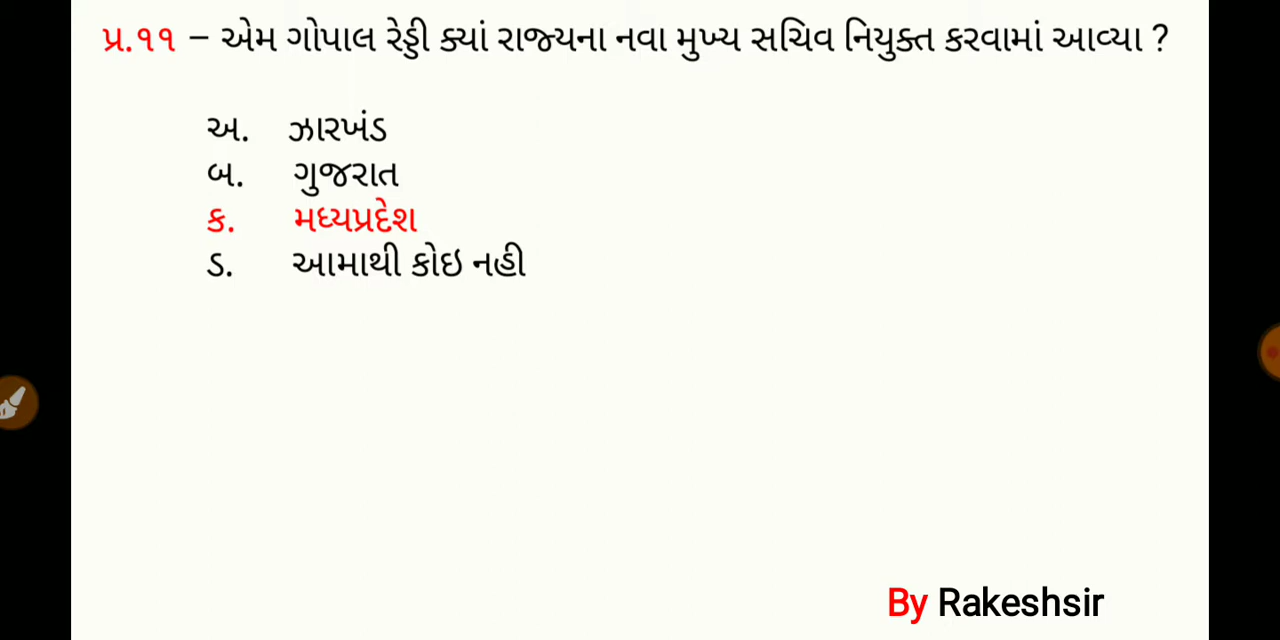 પ્ર.૧૧ – એમ ગોપાલ રેડ્ડી ક્યાં રાજ્યના નવા મુખ્ય સચિવ નિયુક્ત કરવામાં આવ્યા ?
અ. ઝારખંડ
બ. ગુજરાત
ક. મધ્યપ્રદેશ
ડ. આમાથી કોઇ નહી
By Rakeshsir